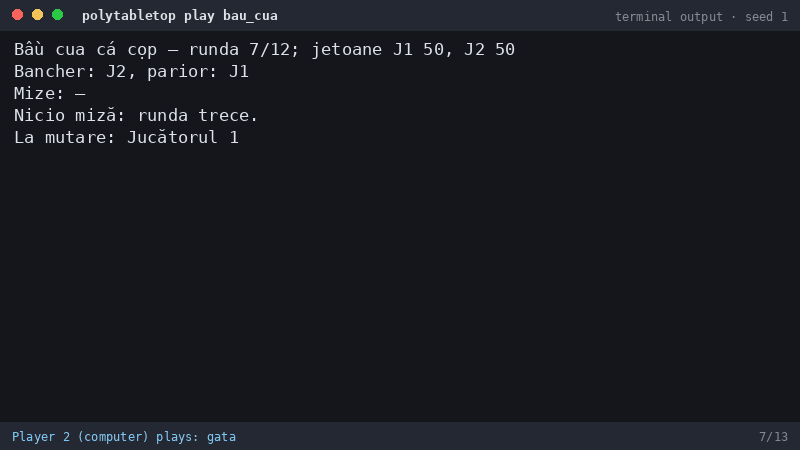 polytabletop play bau_cua
terminal output · seed 1
Bầu cua cá cọp — runda 7/12; jetoane J1 50, J2 50
Bancher: J2, parior: J1
Mize: —
Nicio miză: runda trece.
La mutare: Jucătorul 1
Player 2 (computer) plays: gata
7/13